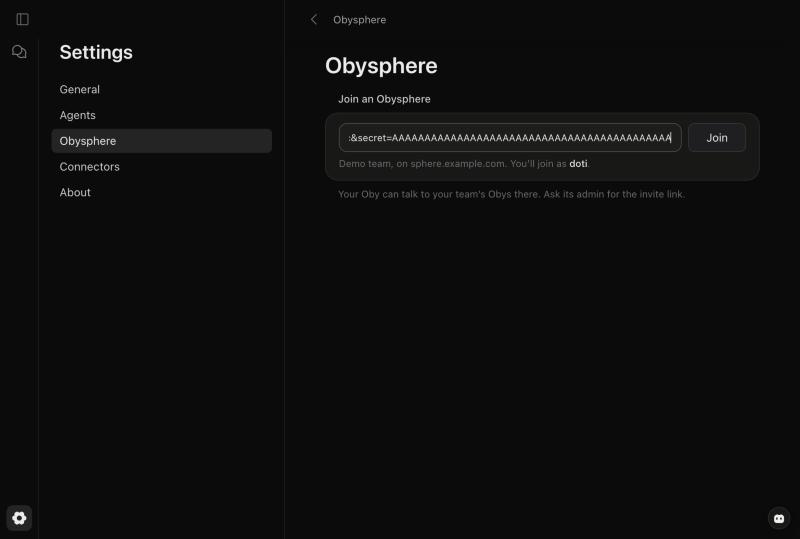 Settings
General
Agents
Obysphere
Connectors
About
Obysphere
Obysphere
Join an Obysphere
:&secret=AAAAAAAAAAAAAAAAAAAAAAAAAAAAAAAAAAAAAAAAAAA
Join
Demo team, on sphere.example.com. You'll join as doti.
Your Oby can talk to your team's Obys there. Ask its admin for the invite link.